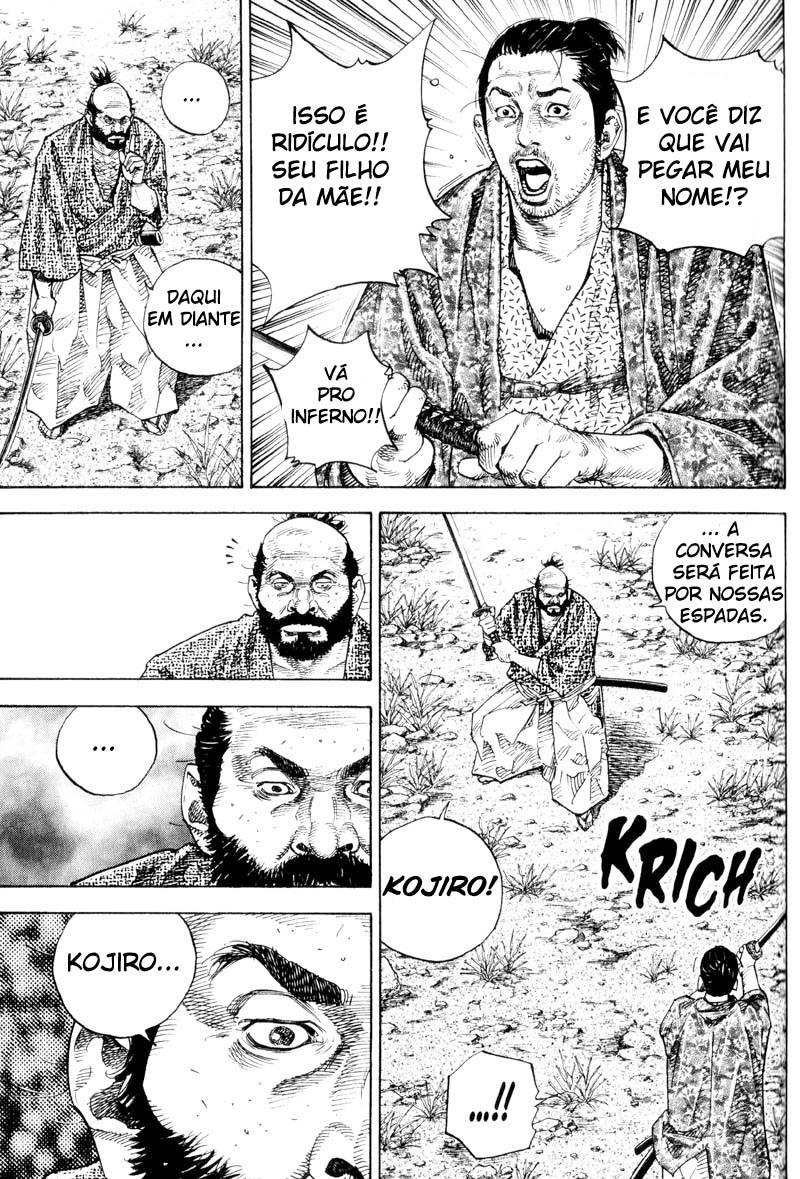 E VOCÊ DIZ
QUE VAI
PEGAR MEU
NOME!?
ISSO É
RIDÍCULO!!
SEU FILHO
DA MÃE!!
VÁ
PRO
INFERNO!!
...
DAQUI
EM DIANTE
...
... A
CONVERSA
SERÁ FEITA
POR NOSSAS
ESPADAS.
KRICH
KOJIRO!
....!!
...
KOJIRO...